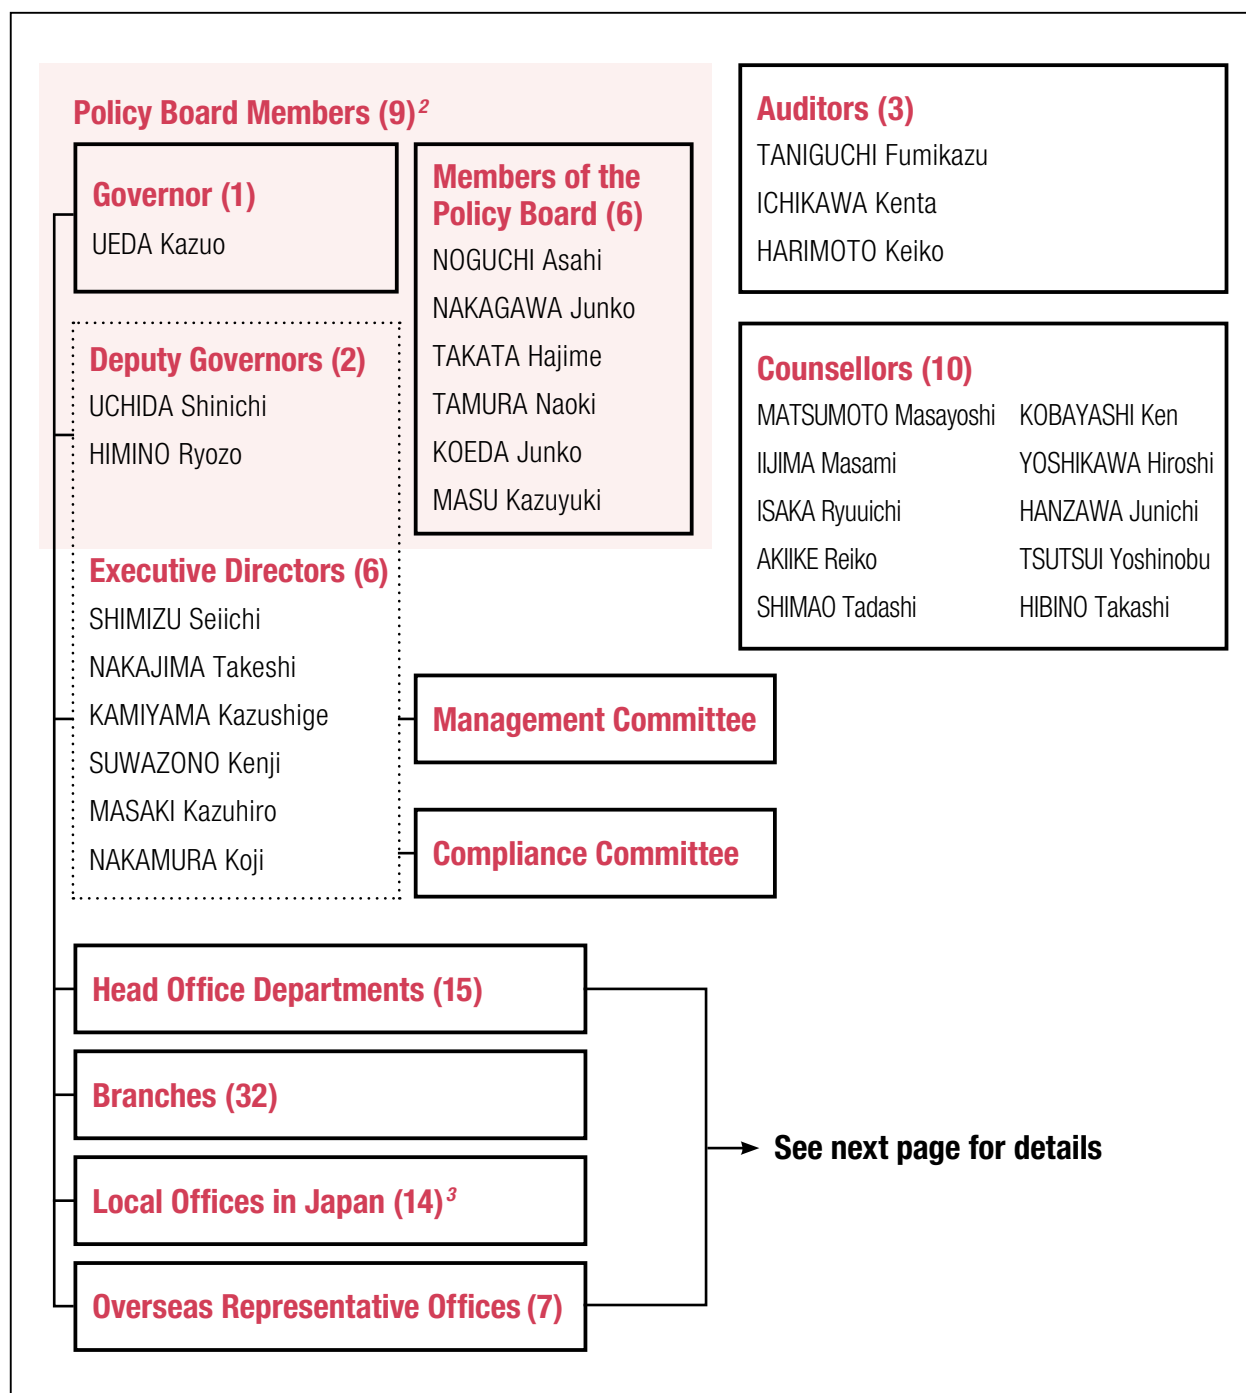 Policy Board Members (9)²
Governor (1)
UEDA Kazuo
Deputy Governors (2)
UCHIDA Shinichi
HIMINO Ryozo
Members of the
Policy Board (6)
NOGUCHI Asahi
NAKAGAWA Junko
TAKATA Hajime
TAMURA Naoki
KOEDA Junko
MASU Kazuyuki
Executive Directors (6)
SHIMIZU Seiichi
NAKAJIMA Takeshi
KAMIYAMA Kazushige
SUWAZONO Kenji
MASAKI Kazuhiro
NAKAMURA Koji
Management Committee
Compliance Committee
Auditors (3)
TANIGUCHI Fumikazu
ICHIKAWA Kenta
HARIMOTO Keiko
Counsellors (10)
MATSUMOTO Masayoshi
IIJIMA Masami
ISAKA Ryuuichi
AKIIKE Reiko
SHIMAO Tadashi
KOBAYASHI Ken
YOSHIKAWA Hiroshi
HANZAWA Junichi
TSUTSUI Yoshinobu
HIBINO Takashi
Head Office Departments (15)
Branches (32)
Local Offices in Japan (14)³
Overseas Representative Offices (7)
See next page for details